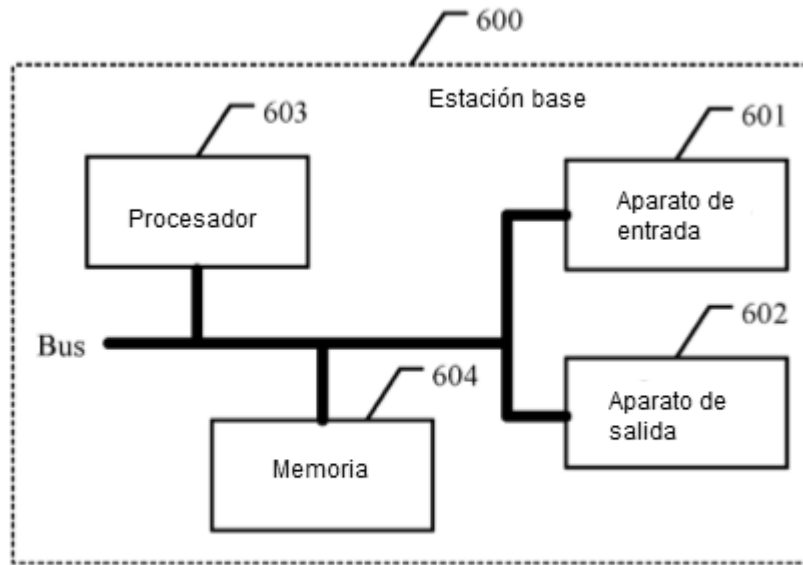 600
Estación base
603
601
Procesador
Aparato de
entrada
Bus
602
604
Aparato de
salida
Memoria